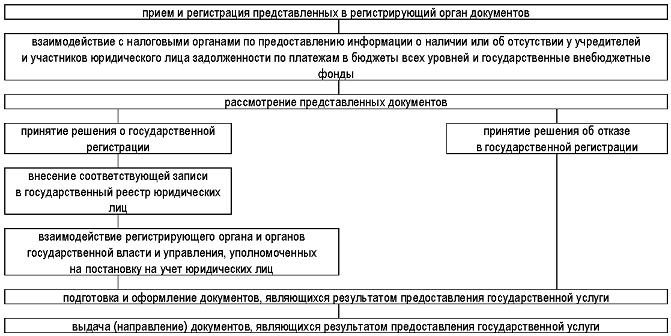 прием и регистрация представленных в регистрирующий орган документов
взаимодействие с налоговыми органами по предоставлению информации о наличии или об отсутствии у учредителей
и участников юридического лица задолженности по платежам в бюджеты всех уровней и государственные внебюджетные
фонды
рассмотрение представленных документов
принятие решения о государственной
регистрации
принятие решения об отказе
в государственной регистрации
внесение соответствующей записи
в государственный реестр юридических
лиц
взаимодействие регистрирующего органа и органов
государственной власти и управления, уполномоченных
на постановку на учет юридических лиц
подготовка и оформление документов, являющихся результатом предоставления государственной услуги
выдача (направление) документов, являющихся результатом предоставления государственной услуги